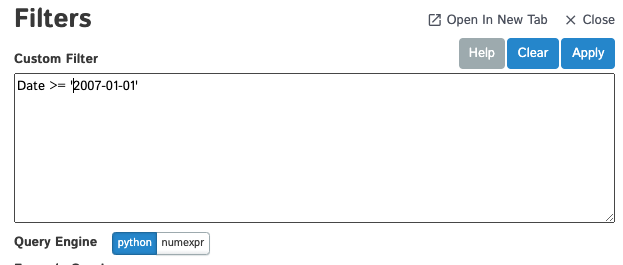 Filters
Open In New Tab
Close
Custom Filter
Help
Clear
Apply
Date >= '2007-01-01'
Query Engine
python
numexpr